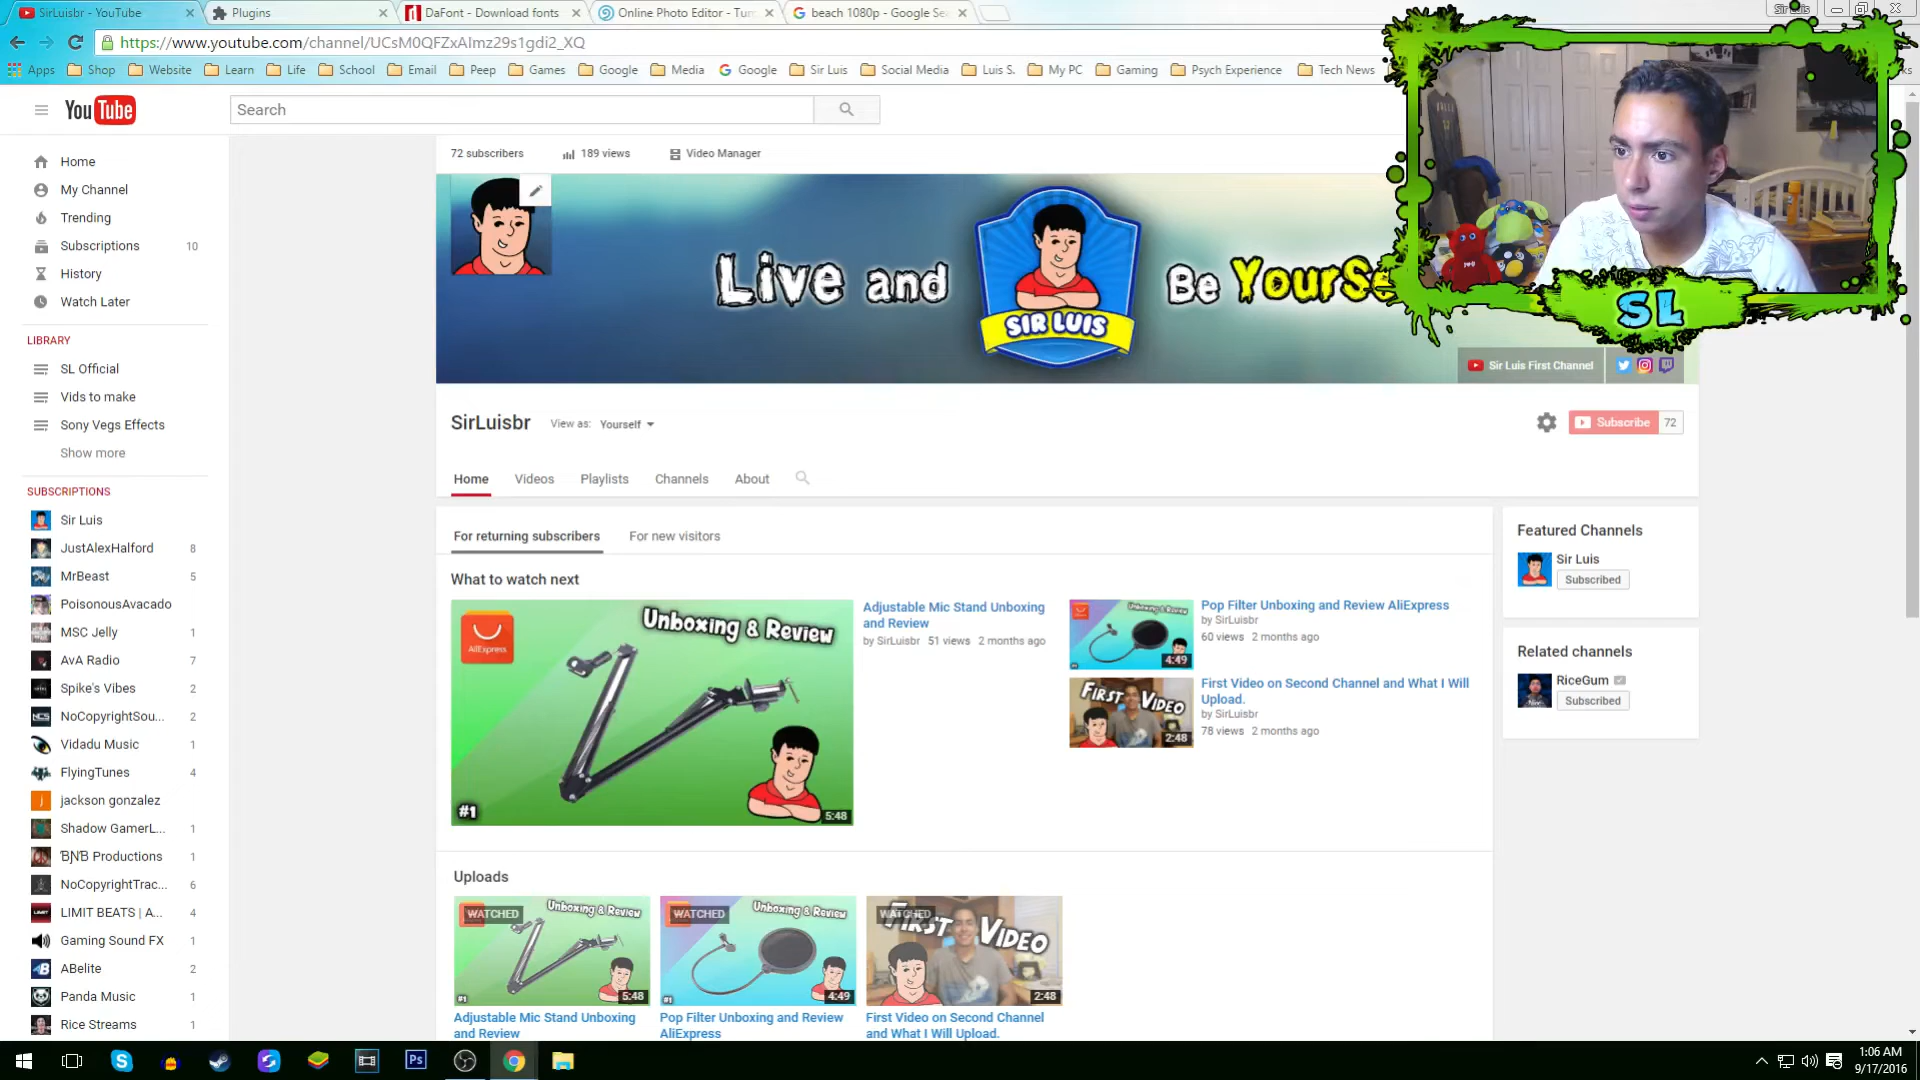 SirLuisbr - YouTube
Plugins
DaFont - Download fonts
Online Photo Editor - Tum
beach 1080p - Google Se
Sir Luis
https://www.youtube.com/channel/UCsM0QFZxAImz29s1gdi2_XQ
Apps Shop Website Learn Life School Email Peep Games Google Media Google Sir Luis Social Media Luis S. My PC Gaming Psych Experience Tech News
YouTube
Search
72 subscribers 189 views Video Manager
Home
My Channel
Trending
Subscriptions 10
History
Watch Later
LIBRARY
SL Official
Vids to make
Sony Vegs Effects
Show more
SUBSCRIPTIONS
Sir Luis
JustAlexHalford 8
MrBeast 5
PoisonousAvacado
MSC Jelly 1
AvA Radio 7
Spike's Vibes 2
NoCopyrightSou... 2
Vidadu Music 1
FlyingTunes 4
jackson gonzalez
Shadow GamerL... 1
ƁƝƁ Productions 1
NoCopyrightTrac... 6
LIMIT BEATS | A... 4
Gaming Sound FX 1
ABelite 2
Panda Music 1
Rice Streams 1
Live and
SIR LUIS
Be YourSe
SL
Sir Luis First Channel
SirLuisbr View as: Yourself
Subscribe 72
Home Videos Playlists Channels About
For returning subscribers For new visitors
What to watch next
Unboxing & Review
AliExpress
#1
5:48
Adjustable Mic Stand Unboxing
and Review
by SirLuisbr 51 views 2 months ago
Unboxing & Review
4:49
Pop Filter Unboxing and Review AliExpress
by SirLuisbr
60 views 2 months ago
First Video
2:48
First Video on Second Channel and What I Will
Upload.
by SirLuisbr
78 views 2 months ago
Featured Channels
Sir Luis
Subscribed
Related channels
RiceGum
Subscribed
Uploads
WATCHED
Unboxing & Review
#1
5:48
WATCHED
Unboxing & Review
#1
4:49
WATCHED
First Video
2:48
Adjustable Mic Stand Unboxing
and Review
Pop Filter Unboxing and Review
AliExpress
First Video on Second Channel
and What I Will Upload.
Ps
1:06 AM
9/17/2016